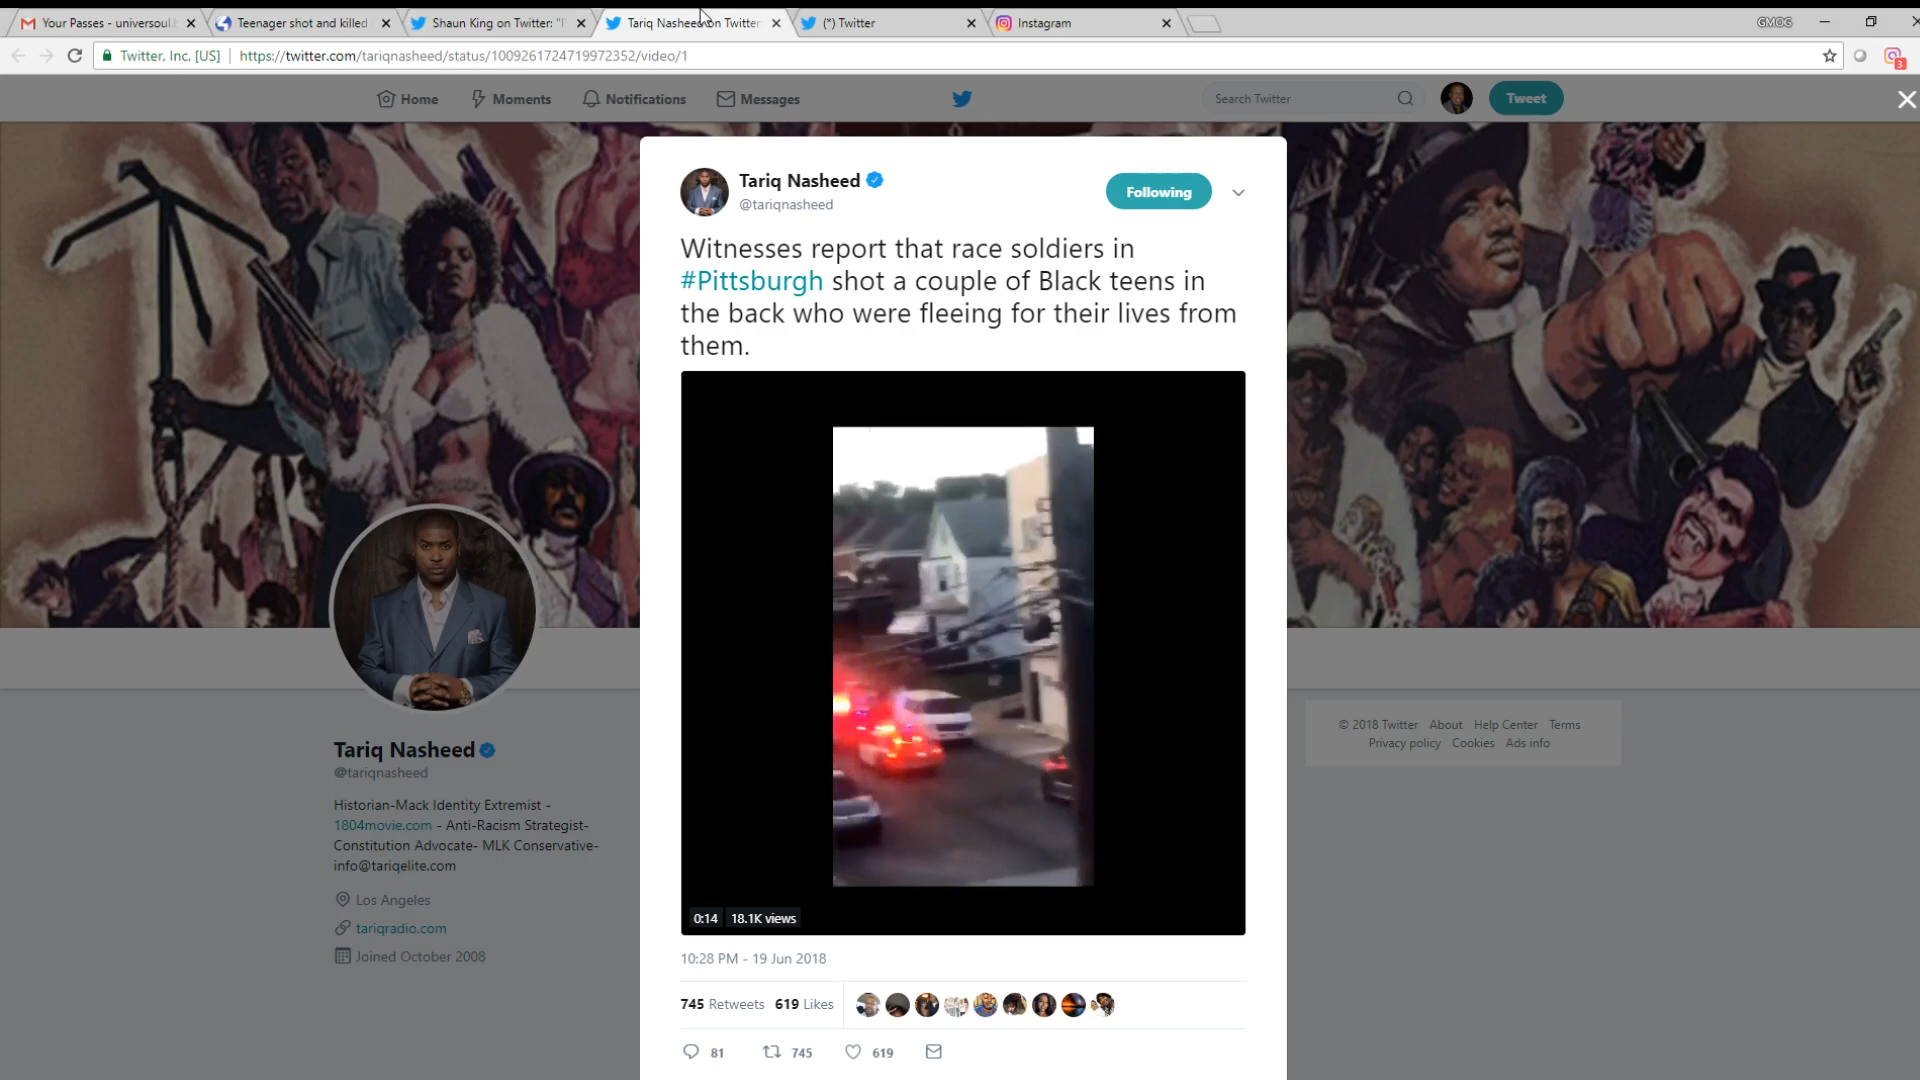 Your Passes - universoul.
Teenager shot and killed
Shaun King on Twitter: "
Tariq Nasheed on Twitter
(*) Twitter
Instagram
GMOG
Twitter, Inc. [US]
https://twitter.com/tariqnasheed/status/1009261724719972352/video/1
3
Home
Moments
Notifications
Messages
Search Twitter
Tweet
Tariq Nasheed
@tariqnasheed
Following
Witnesses report that race soldiers in
#Pittsburgh shot a couple of Black teens in
the back who were fleeing for their lives from
them.
0:14 18.1K views
10:28 PM - 19 Jun 2018
745 Retweets 619 Likes
81 745 619
Tariq Nasheed
@tariqnasheed
Historian-Mack Identity Extremist -
1804movie.com - Anti-Racism Strategist-
Constitution Advocate- MLK Conservative-
info@tariqelite.com
Los Angeles
tariqradio.com
Joined October 2008
© 2018 Twitter About Help Center Terms
Privacy policy Cookies Ads info